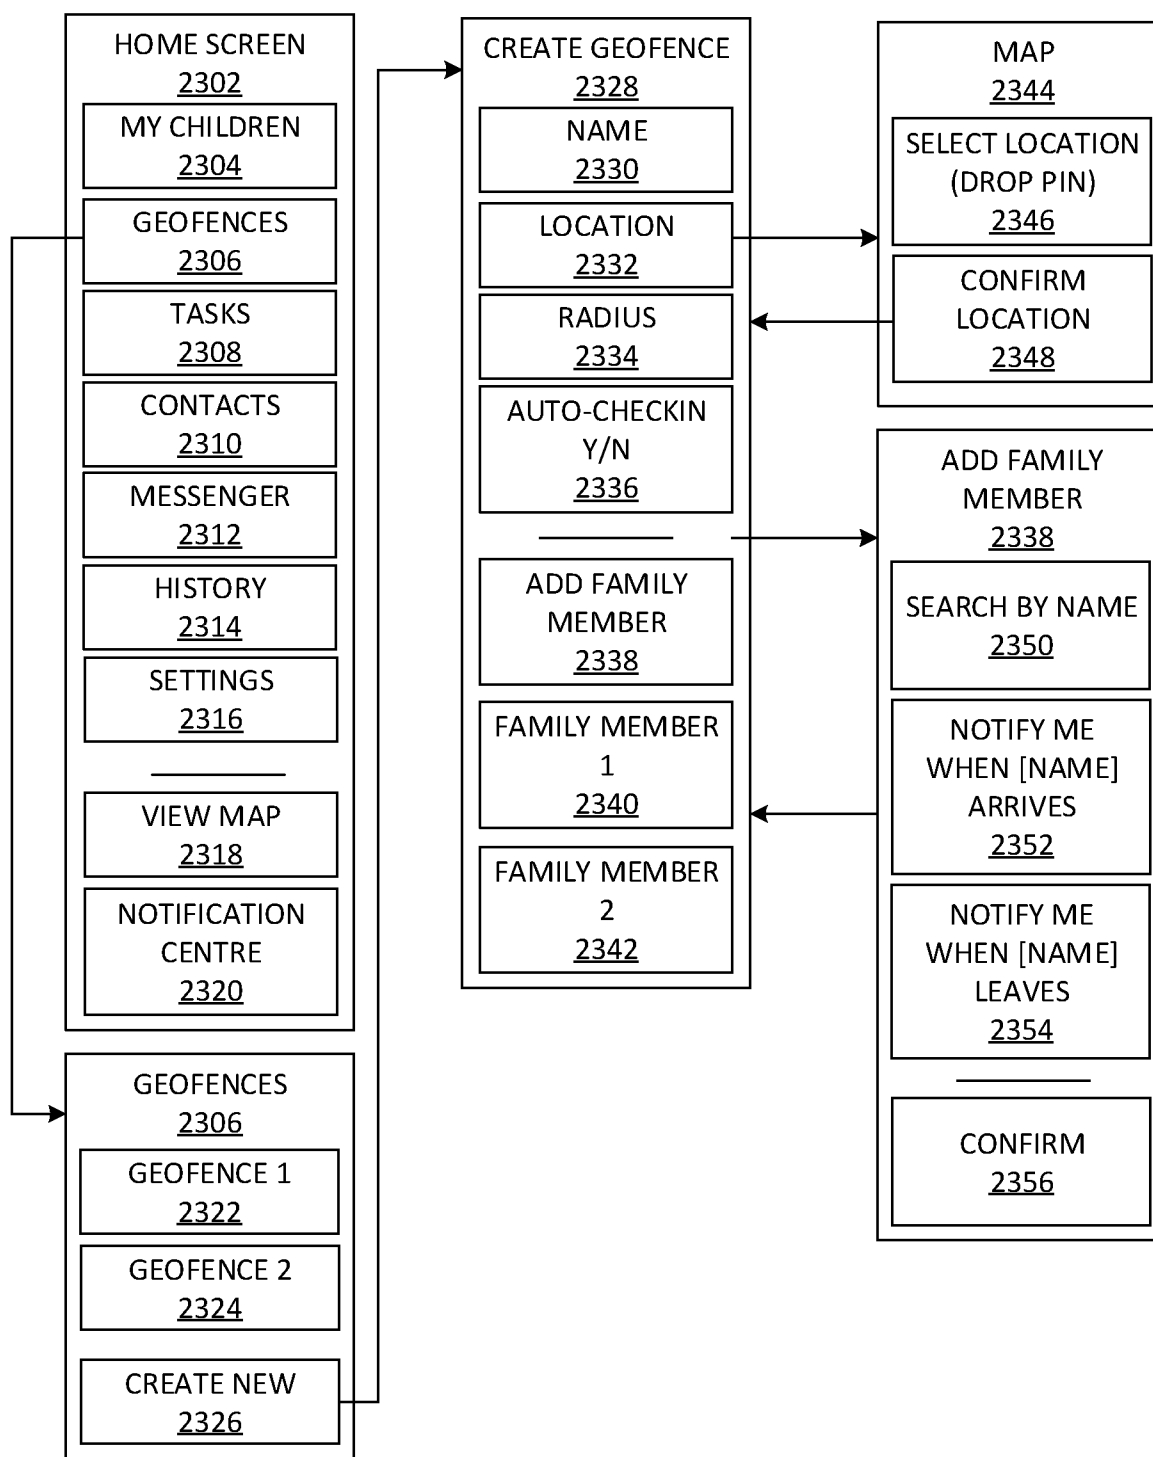 HOME SCREEN
2302
MY CHILDREN
2304
GEOFENCES
2306
TASKS
2308
CONTACTS
2310
MESSENGER
2312
HISTORY
2314
SETTINGS
2316
VIEW MAP
2318
NOTIFICATION
CENTRE
2320
GEOFENCES
2306
GEOFENCE 1
2322
GEOFENCE 2
2324
CREATE NEW
2326
CREATE GEOFENCE
2328
NAME
2330
LOCATION
2332
RADIUS
2334
AUTO-CHECKIN
Y/N
2336
ADD FAMILY
MEMBER
2338
FAMILY MEMBER
1
2340
FAMILY MEMBER
2
2342
MAP
2344
SELECT LOCATION
(DROP PIN)
2346
CONFIRM
LOCATION
2348
ADD FAMILY
MEMBER
2338
SEARCH BY NAME
2350
NOTIFY ME
WHEN [NAME]
ARRIVES
2352
NOTIFY ME
WHEN [NAME]
LEAVES
2354
CONFIRM
2356